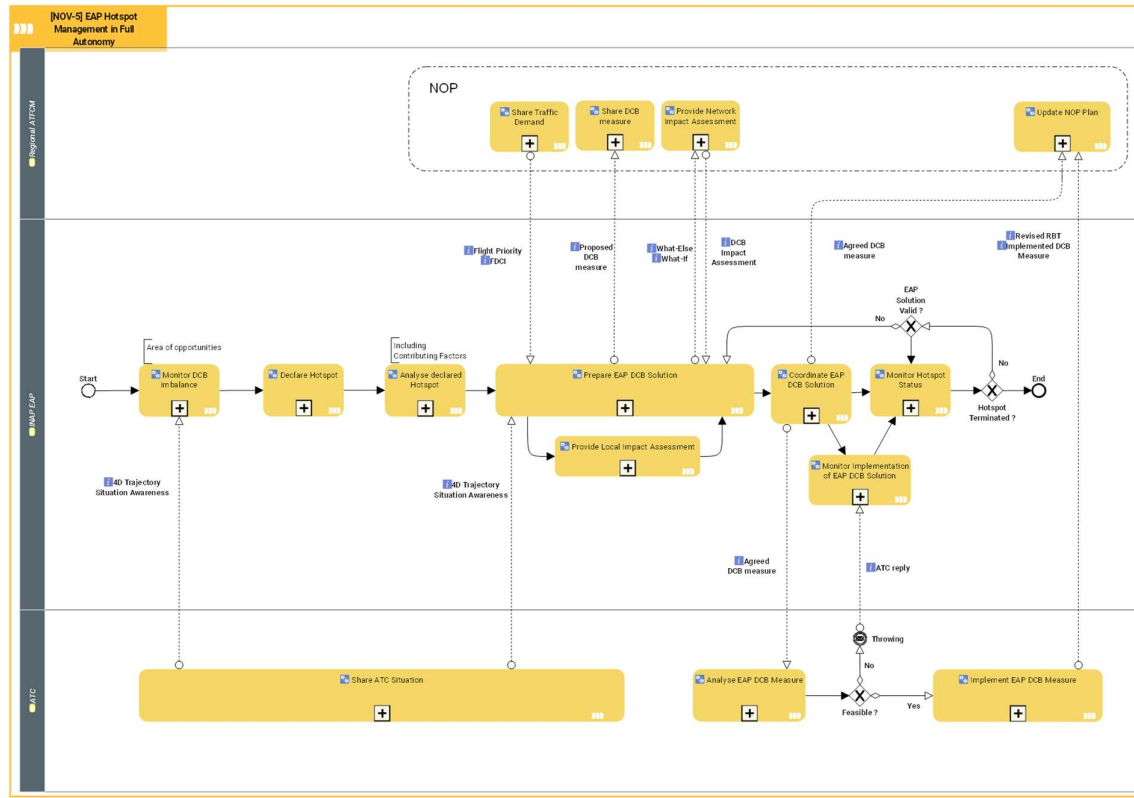 [NOV-5] EAP Hotspot
Management in Full
Autonomy
Regional ATFCM
NOP
Share Traffic
Demand
Share DCB
measure
Provide Network
Impact Assessment
Update NOP Plan
INAP EAP
Flight Priority
FDCI
Proposed
DCB
measure
What-Else
What-If
DCB
Impact
Assessment
Agreed DCB
measure
Revised RBT
Implemented DCB
Measure
EAP
Solution
Valid ?
No
Area of opportunities
Including
Contributing Factors
Start
Monitor DCB
Imbalance
Declare Hotspot
Analyse declared
Hotspot
Prepare EAP DCB Solution
Coordinate EAP
DCB Solution
Monitor Hotspot
Status
No
End
Hotspot
Terminated ?
Provide Local Impact Assessment
Monitor Implementation
of EAP DCB Solution
4D Trajectory
Situation Awareness
4D Trajectory
Situation Awareness
Agreed
DCB measure
ATC reply
ATC
Throwing
No
Share ATC Situation
Analyse EAP DCB Measure
Feasible ?
Yes
Implement EAP DCB Measure